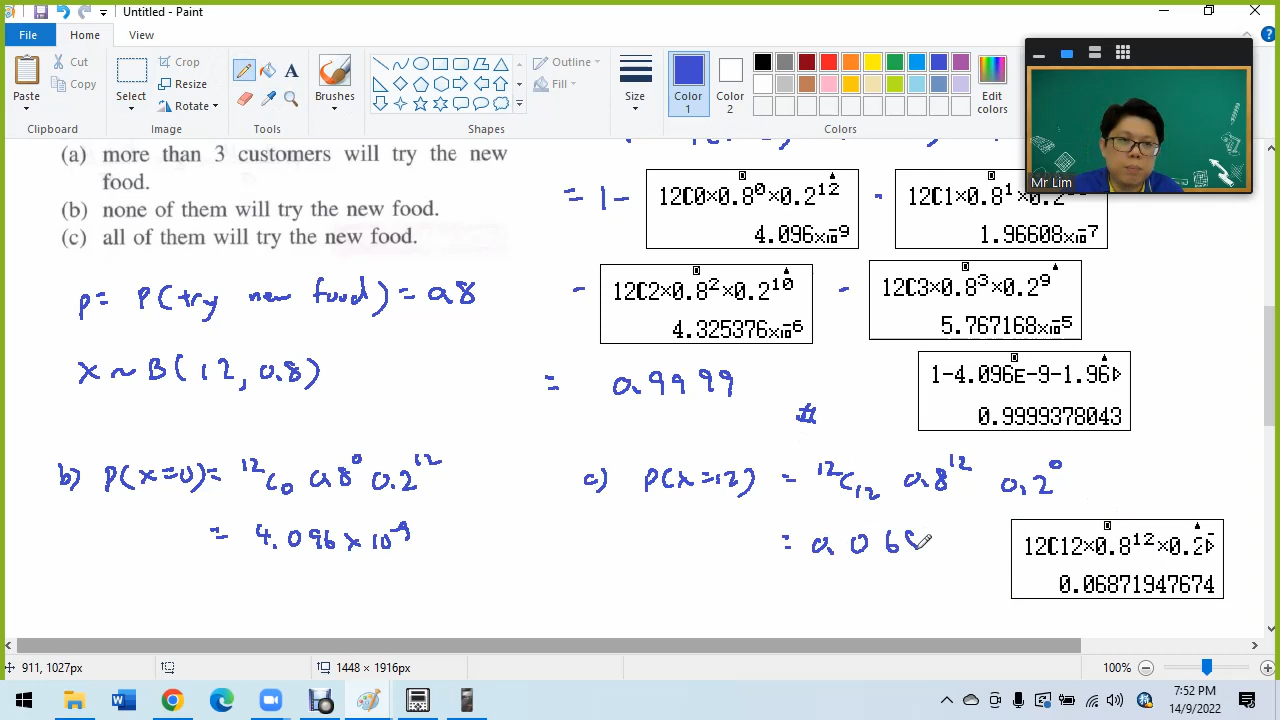 Untitled - Paint
File Home View
Paste Cut Copy Clipboard
Select Crop Resize Rotate Image
Tools
Brushes
Shapes Outline Fill
Size
Color 1 Color 2 Edit colors Colors
Mr Lim
(a) more than 3 customers will try the new
food.
(b) none of them will try the new food.
(c) all of them will try the new food.
p = P(try new food) = 0.8
X ~ B(12, 0.8)
= 1 - 12C0×0.8⁰×0.2¹²
4.096×10⁻⁹
- 12C1×0.8¹×0.2
1.96608×10⁻⁷
- 12C2×0.8²×0.2¹⁰
4.325376×10⁻⁶
- 12C3×0.8³×0.2⁹
5.767168×10⁻⁵
1-4.096E-9-1.96
0.9999378043
= 0.9999
#
b) P(X=0) = ¹²C₀ 0.8⁰ 0.2¹²
= 4.096 × 10⁻⁹
c) P(X=12) = ¹²C₁₂ 0.8¹² 0.2⁰
= 0.068
12C12×0.8¹²×0.2
0.06871947674
911, 1027px
1448 × 1916px
100%
7:52 PM
14/9/2022